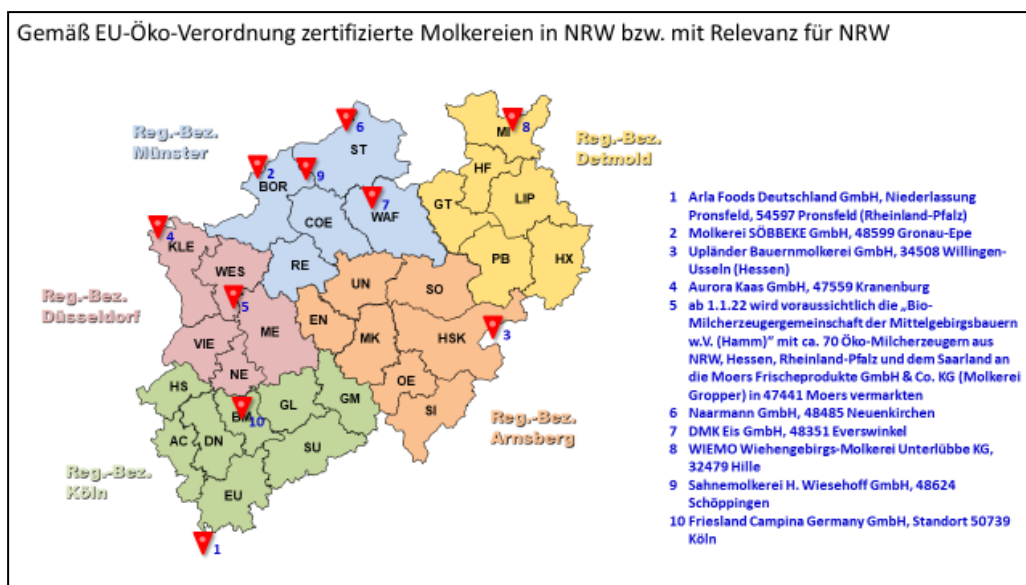 Gemäß EU-Öko-Verordnung zertifizierte Molkereien in NRW bzw. mit Relevanz für NRW
Reg.-Bez.
Münster
6
ST
MI
8
Reg.-Bez.
Detmold
2
BOR
9
HF
7
WAF
GT
LIP
COE
4
KLE
RE
PB
HX
WES
UN
SO
Reg.-Bez.
Düsseldorf
5
ME
EN
MK
HSK
3
VIE
NE
HS
OE
GL
GM
SI
10
AC
DN
SU
Reg.-Bez.
Arnsberg
Reg.-Bez.
Köln
EU
1
1 Arla Foods Deutschland GmbH, Niederlassung
Pronsfeld, 54597 Pronsfeld (Rheinland-Pfalz)
2 Molkerei SÖBBEKE GmbH, 48599 Gronau-Epe
3 Upländer Bauernmolkerei GmbH, 34508 Willingen-
Usseln (Hessen)
4 Aurora Kaas GmbH, 47559 Kranenburg
5 ab 1.1.22 wird voraussichtlich die „Bio-
Milcherzeugergemeinschaft der Mittelgebirgsbauern
w.V. (Hamm)“ mit ca. 70 Öko-Milcherzeugern aus
NRW, Hessen, Rheinland-Pfalz und dem Saarland an
die Moers Frischeprodukte GmbH & Co. KG (Molkerei
Gropper) in 47441 Moers vermarkten
6 Naarmann GmbH, 48485 Neuenkirchen
7 DMK Eis GmbH, 48351 Everswinkel
8 WIEMO Wiehengebirgs-Molkerei Unterlübbe KG,
32479 Hille
9 Sahnemolkerei H. Wiesehoff GmbH, 48624
Schöppingen
10 Friesland Campina Germany GmbH, Standort 50739
Köln